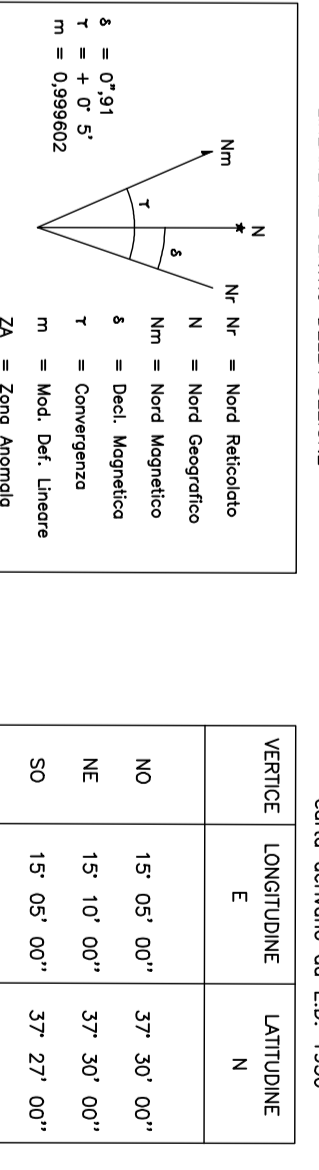 Nm
N
Nr
γ
δ
δ = 0",91
γ = + 0° 5'
m = 0,999602
Nr = Nord Reticolato
N = Nord Geografico
Nm = Nord Magnetico
δ = Decl. Magnetica
γ = Convergenza
m = Mod. Def. Lineare
ZA = Zona Anomala
VERTICE LONGITUDINE E LATITUDINE N
NO 15° 05' 00" 37° 30' 00"
NE 15° 10' 00" 37° 30' 00"
SO 15° 05' 00" 37° 27' 00"